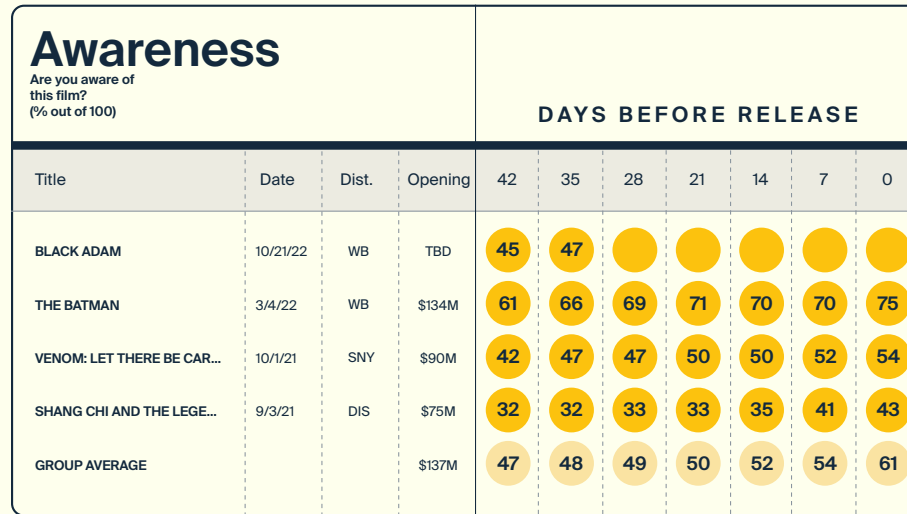 Awareness
Are you aware of
this film?
(% out of 100)
DAYS BEFORE RELEASE
Title Date Dist. Opening 42 35 28 21 14 7 0
BLACK ADAM 10/21/22 WB TBD 45 47
THE BATMAN 3/4/22 WB $134M 61 66 69 71 70 70 75
VENOM: LET THERE BE CAR... 10/1/21 SNY $90M 42 47 47 50 50 52 54
SHANG CHI AND THE LEGE... 9/3/21 DIS $75M 32 32 33 33 35 41 43
GROUP AVERAGE $137M 47 48 49 50 52 54 61